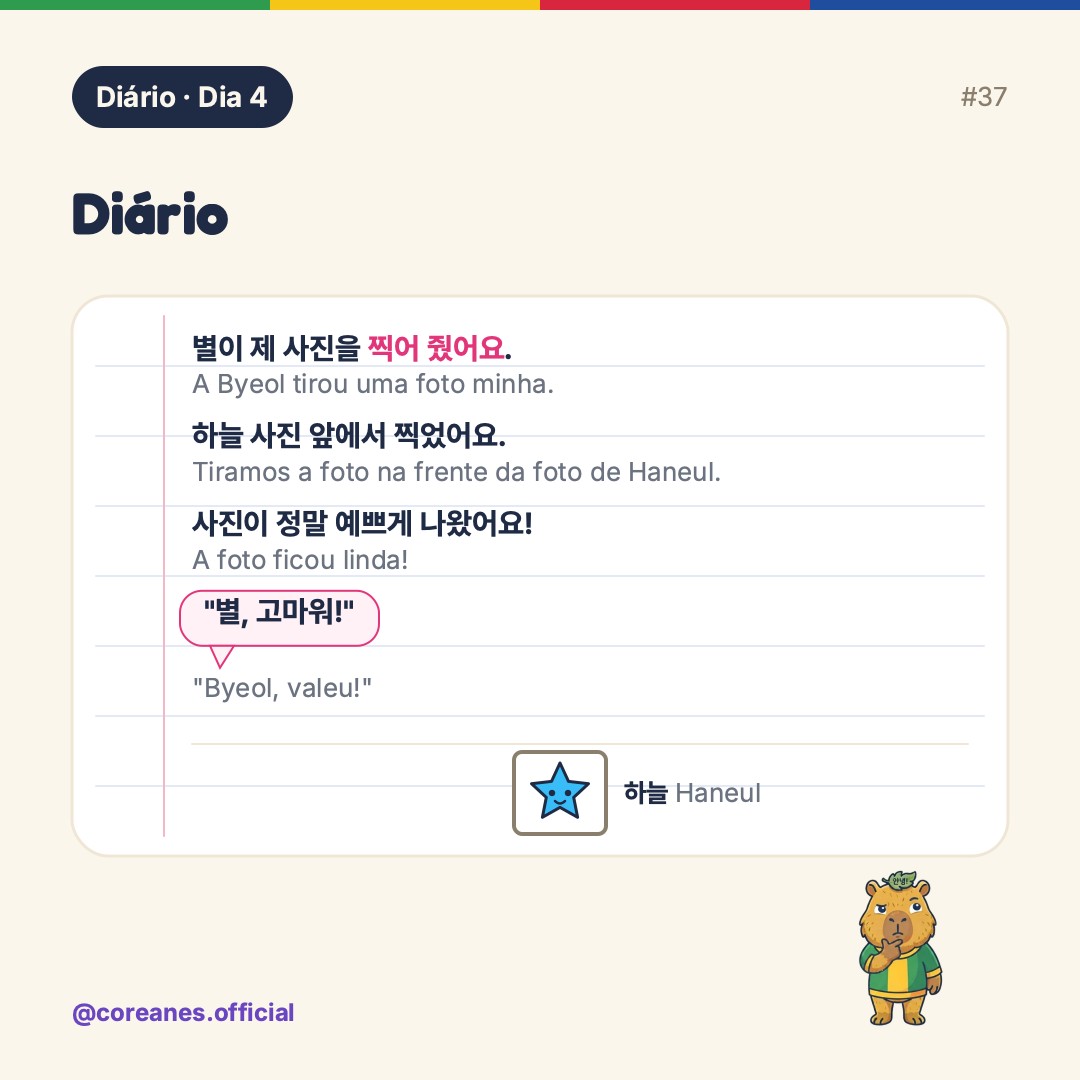 Diário · Dia 4
#37
Diário
별이 제 사진을 찍어 줬어요.
A Byeol tirou uma foto minha.
하늘 사진 앞에서 찍었어요.
Tiramos a foto na frente da foto de Haneul.
사진이 정말 예쁘게 나왔어요!
A foto ficou linda!
"별, 고마워!"
"Byeol, valeu!"
하늘 Haneul
안녕!
@coreanes.official